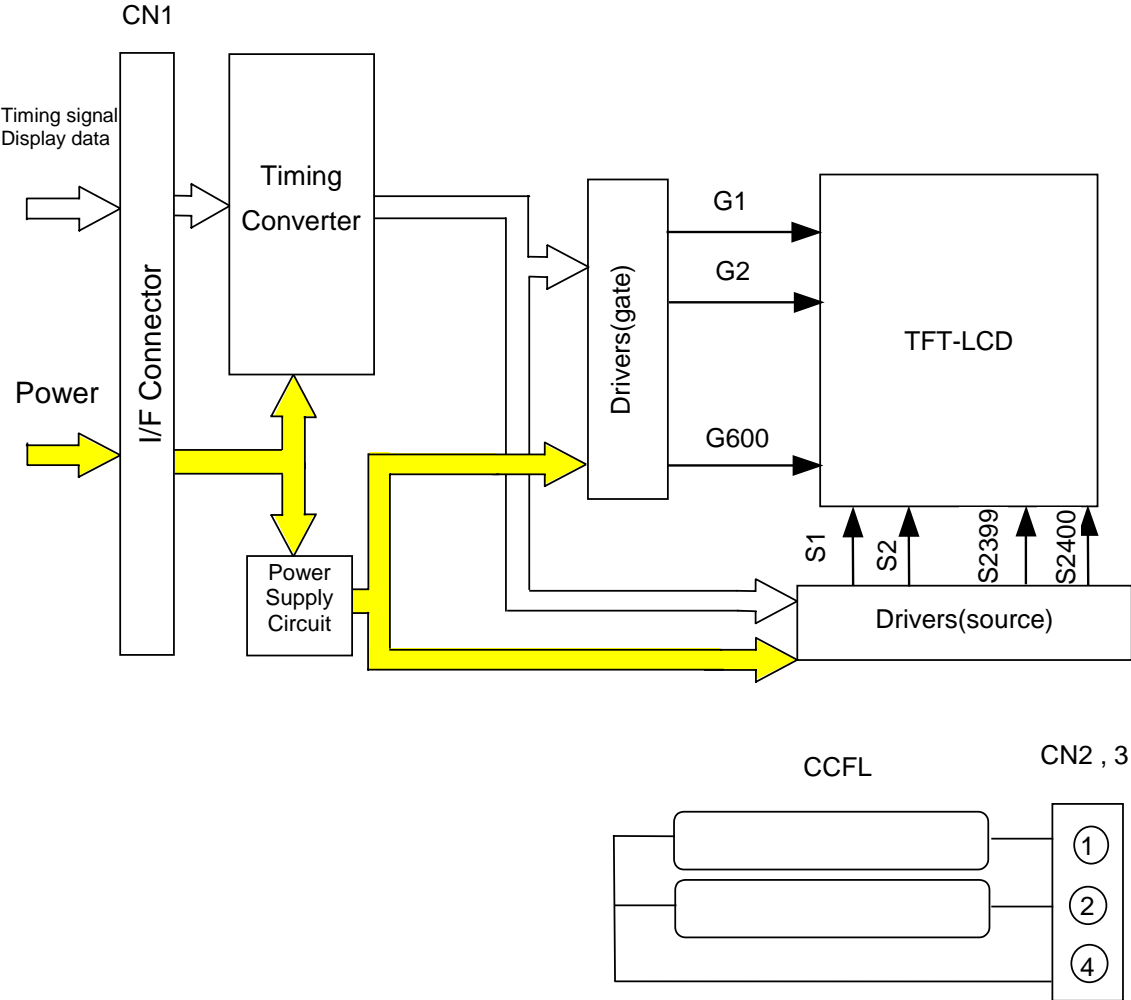 CN1
Timing signal
Display data
I/F Connector
Timing
Converter
Power
Power
Supply
Circuit
Drivers(gate)
G1
G2
G600
TFT-LCD
S1
S2
S2399
S2400
Drivers(source)
CCFL
CN2 , 3
1
2
4